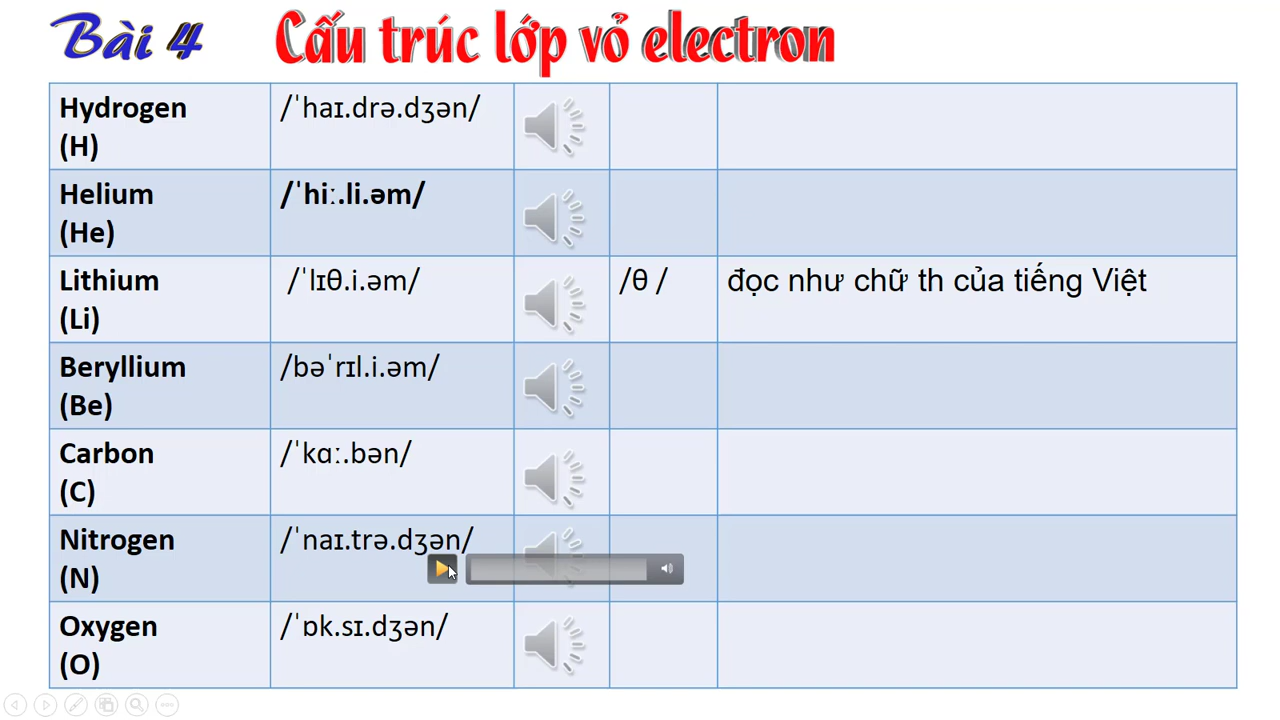 Bài 4 Cấu trúc lớp vỏ electron
Hydrogen /ˈhaɪ.drə.dʒən/
(H)
Helium /ˈhiː.li.əm/
(He)
Lithium /ˈlɪθ.i.əm/ /θ / đọc như chữ th của tiếng Việt
(Li)
Beryllium /bəˈrɪl.i.əm/
(Be)
Carbon /ˈkɑː.bən/
(C)
Nitrogen /ˈnaɪ.trə.dʒən/
(N)
Oxygen /ˈɒk.sɪ.dʒən/
(O)